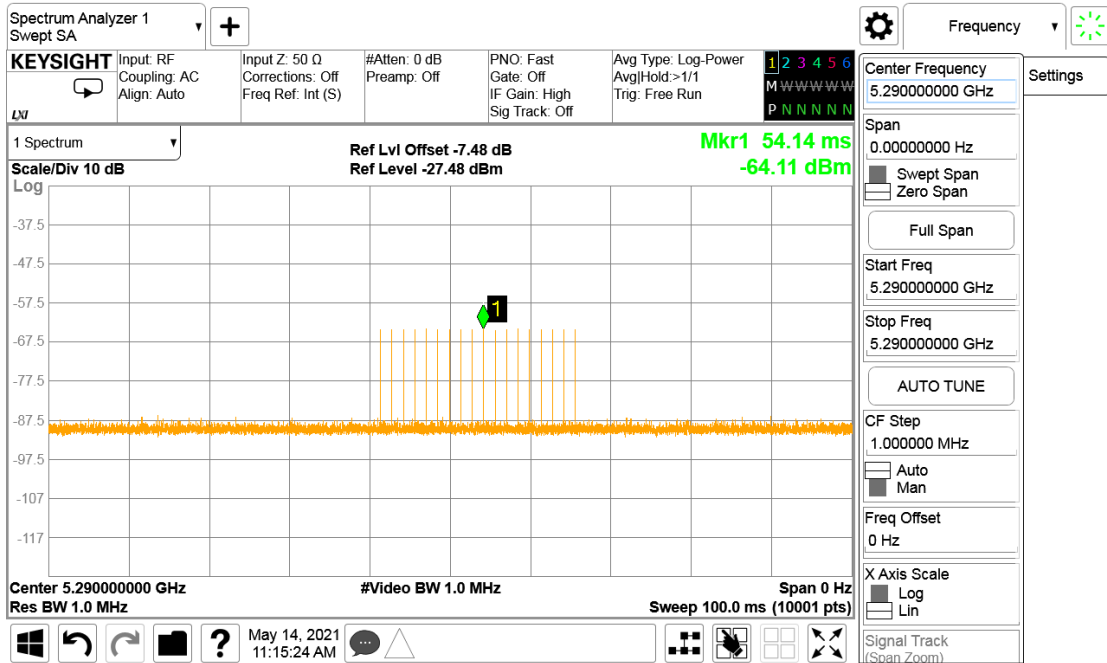 Spectrum Analyzer 1
Swept SA
+
Frequency
KEYSIGHT
LXI
Input: RF
Coupling: AC
Align: Auto
Input Z: 50 Ω
Corrections: Off
Freq Ref: Int (S)
#Atten: 0 dB
Preamp: Off
PNO: Fast
Gate: Off
IF Gain: High
Sig Track: Off
Avg Type: Log-Power
Avg|Hold:>1/1
Trig: Free Run
1 2 3 4 5 6
M W W W W W
P N N N N N
1 Spectrum
Scale/Div 10 dB
Log
Ref Lvl Offset -7.48 dB
Ref Level -27.48 dBm
Mkr1 54.14 ms
-64.11 dBm
-37.5
-47.5
-57.5
1
-67.5
-77.5
-87.5
-97.5
-107
-117
Center 5.290000000 GHz
Res BW 1.0 MHz
#Video BW 1.0 MHz
Span 0 Hz
Sweep 100.0 ms (10001 pts)
?
May 14, 2021
11:15:24 AM
Center Frequency
5.290000000 GHz
Settings
Span
0.00000000 Hz
Swept Span
Zero Span
Full Span
Start Freq
5.290000000 GHz
Stop Freq
5.290000000 GHz
AUTO TUNE
CF Step
1.000000 MHz
Auto
Man
Freq Offset
0 Hz
X Axis Scale
Log
Lin
Signal Track
(Span Zoom)